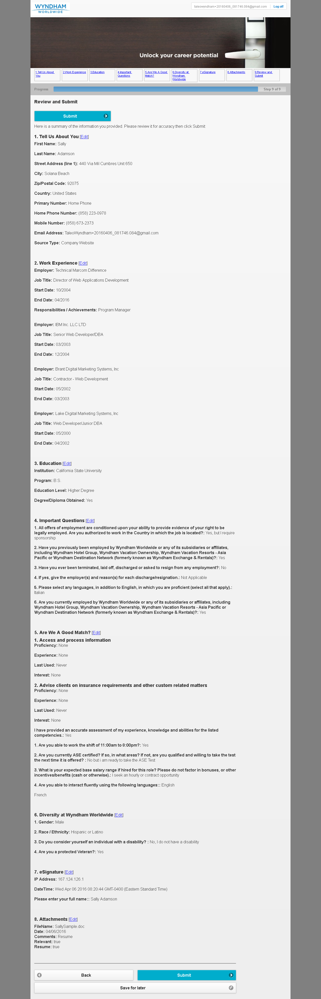 WYNDHAM
WORLDWIDE
taleowyndham+20160406_081746.084@gmail.com Log off
Unlock your career potential
1.Tell Us About You
2.Work Experience
3.Education
4.Important Questions
5.Are We A Good Match?
6.Diversity at Wyndham Worldwide
7.eSignature
8.Attachments
9.Review and Submit
Progress Step 9 of 9
Review and Submit
Submit
Here is a summary of the information you provided. Please review it for accuracy then click Submit
1. Tell Us About You [Edit]
First Name: Sally
Last Name: Adamson
Street Address (line 1): 440 Via Mil Cumbres Unit 650
City: Solana Beach
Zip/Postal Code: 92075
Country: United States
Primary Number: Home Phone
Home Phone Number: (858) 223-0978
Mobile Number: (858) 673-2373
Email Address: TaleoWyndham+20160406_081746.084@gmail.com
Source Type: Company Website
2. Work Experience [Edit]
Employer: Technical Marcom Difference
Job Title: Director of Web Applications Development
Start Date: 10/2004
End Date: 04/2016
Responsibilities / Achievements: Program Manager
Employer: IBM Inc. LLC LTD
Job Title: Senior Web Developer/DBA
Start Date: 03/2003
End Date: 12/2004
Employer: Brant Digital Marketing Systems, Inc
Job Title: Contractor - Web Development
Start Date: 05/2002
End Date: 03/2003
Employer: Lake Digital Marketing Systems, Inc
Job Title: Web Developer/Junior DBA
Start Date: 05/2000
End Date: 04/2002
3. Education [Edit]
Institution: California State University
Program: B.S.
Education Level: Higher Degree
Degree/Diploma Obtained: Yes
4. Important Questions [Edit]
1. All offers of employment are conditioned upon your ability to provide evidence of your right to be
legally employed. Are you authorized to work in the Country in which the job is located?: Yes, but I require
sponsorship
2. Have you previously been employed by Wyndham Worldwide or any of its subsidiaries or affiliates,
including Wyndham Hotel Group, Wyndham Vacation Ownership, Wyndham Vacation Resorts - Asia
Pacific or Wyndham Destination Network (formerly known as Wyndham Exchange & Rentals)?: Yes
3. Have you ever been terminated, laid off, discharged or asked to resign from any employment?: No
4. If yes, give the employer(s) and reason(s) for each discharge/resignation.: Not Applicable
5. Please select any languages, in addition to English, in which you are proficient (select all that apply).:
Italian
6. Are you currently employed by Wyndham Worldwide or any of its subsidiaries or affiliates, including
Wyndham Hotel Group, Wyndham Vacation Ownership, Wyndham Vacation Resorts - Asia Pacific or
Wyndham Destination Network (formerly known as Wyndham Exchange & Rentals)?: Yes
5. Are We A Good Match? [Edit]
1. Access and process information
Proficiency: None
Experience: None
Last Used: Never
Interest: None
2. Advise clients on insurance requirements and other custom related matters
Proficiency: None
Experience: None
Last Used: Never
Interest: None
I have provided an accurate assessment of my experience, knowledge and abilities for the listed
competencies.: Yes
1. Are you able to work the shift of 11:00am to 8:00pm?: Yes
2. Are you currently ASE certified? If so, in what areas? If not, are you qualified and willing to take the test
the next time it is offered? : No but i am ready to take the ASE Test
3. What is your expected base salary range if hired for this role? Please do not factor in bonuses, or other
incentives/benefits (cash or otherwise).: I seek an hourly or contract opportunity
4. Are you able to interact fluently using the following languages:: English
French
6. Diversity at Wyndham Worldwide [Edit]
1. Gender: Male
2. Race / Ethnicity: Hispanic or Latino
3. Do you consider yourself an individual with a disability? : No, I do not have a disability
4. Are you a protected Veteran?: Yes
7. eSignature [Edit]
IP Address: 167.124.126.1
DateTime: Wed Apr 06 2016 08:20:44 GMT-0400 (Eastern Standard Time)
Please enter your full name:: Sally Adamson
8. Attachments [Edit]
FileName: SallySample.doc
Date: 04/06/2016
Comments: Resume
Relevant: true
Resume: true
Back Submit
Save for later